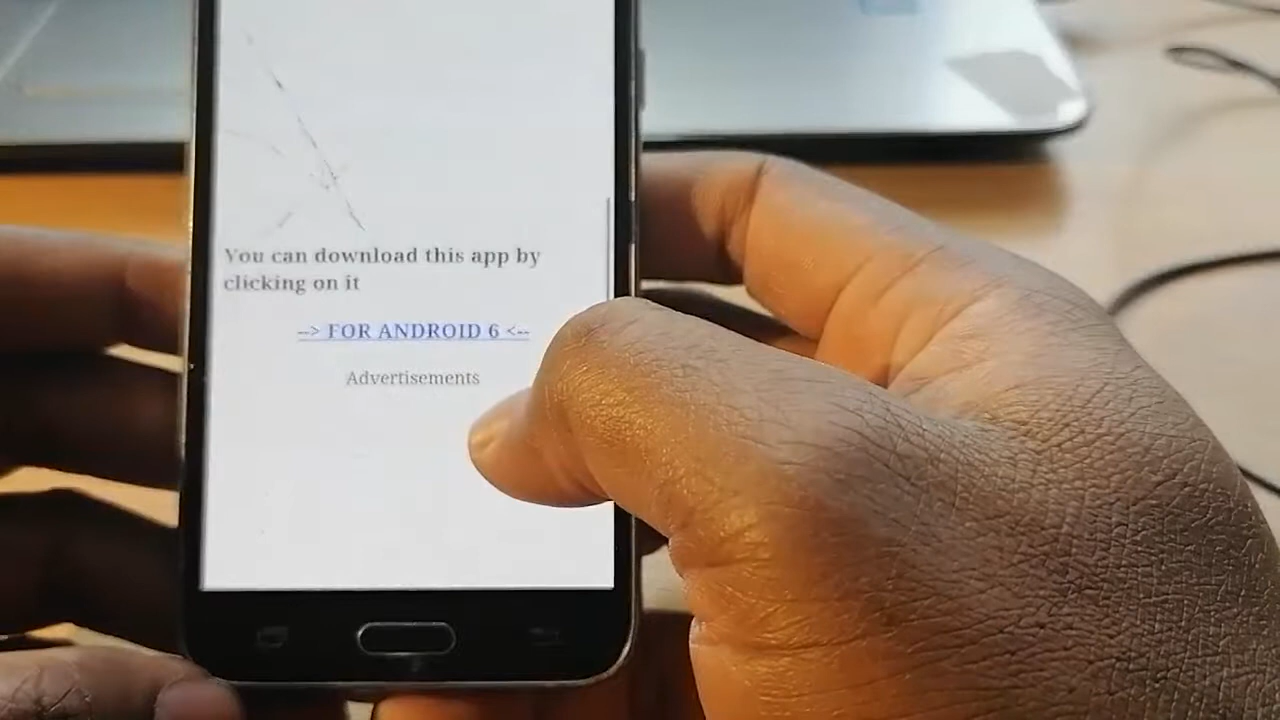 You can download this app by
clicking on it
--> FOR ANDROID 6 <--
Advertisements